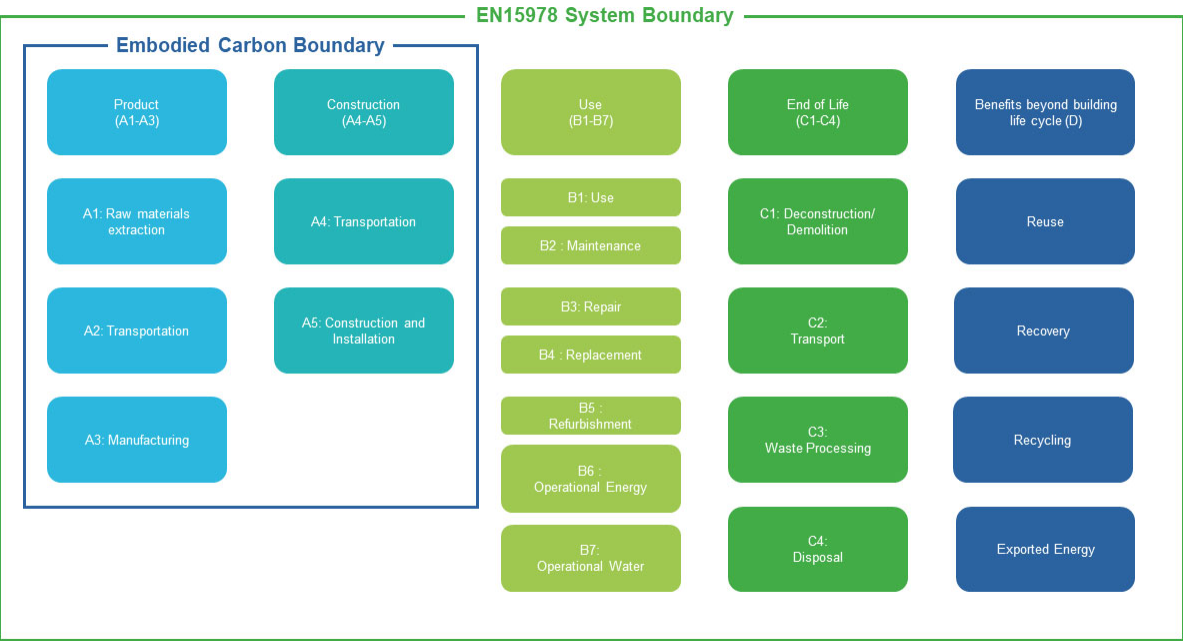 EN15978 System Boundary
Embodied Carbon Boundary
Product
(A1-A3)
A1: Raw materials
extraction
A2: Transportation
A3: Manufacturing
Construction
(A4-A5)
A4: Transportation
A5: Construction and
Installation
Use
(B1-B7)
B1: Use
B2 : Maintenance
B3: Repair
B4 : Replacement
B5 :
Refurbishment
B6 :
Operational Energy
B7:
Operational Water
End of Life
(C1-C4)
C1: Deconstruction/
Demolition
C2:
Transport
C3:
Waste Processing
C4:
Disposal
Benefits beyond building
life cycle (D)
Reuse
Recovery
Recycling
Exported Energy